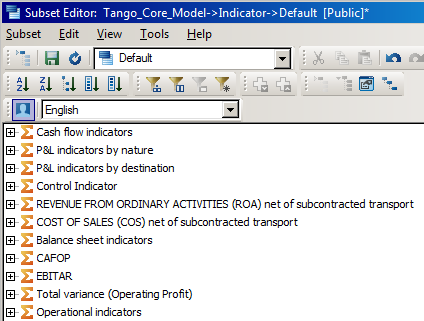 Subset Editor: Tango_Core_Model->Indicator->Default [Public]*
Subset Edit View Tools Help
Default
English
Cash flow indicators
P&L indicators by nature
P&L indicators by destination
Control Indicator
REVENUE FROM ORDINARY ACTIVITIES (ROA) net of subcontracted transport
COST OF SALES (COS) net of subcontracted transport
Balance sheet indicators
CAFOP
EBITAR
Total variance (Operating Profit)
Operational indicators